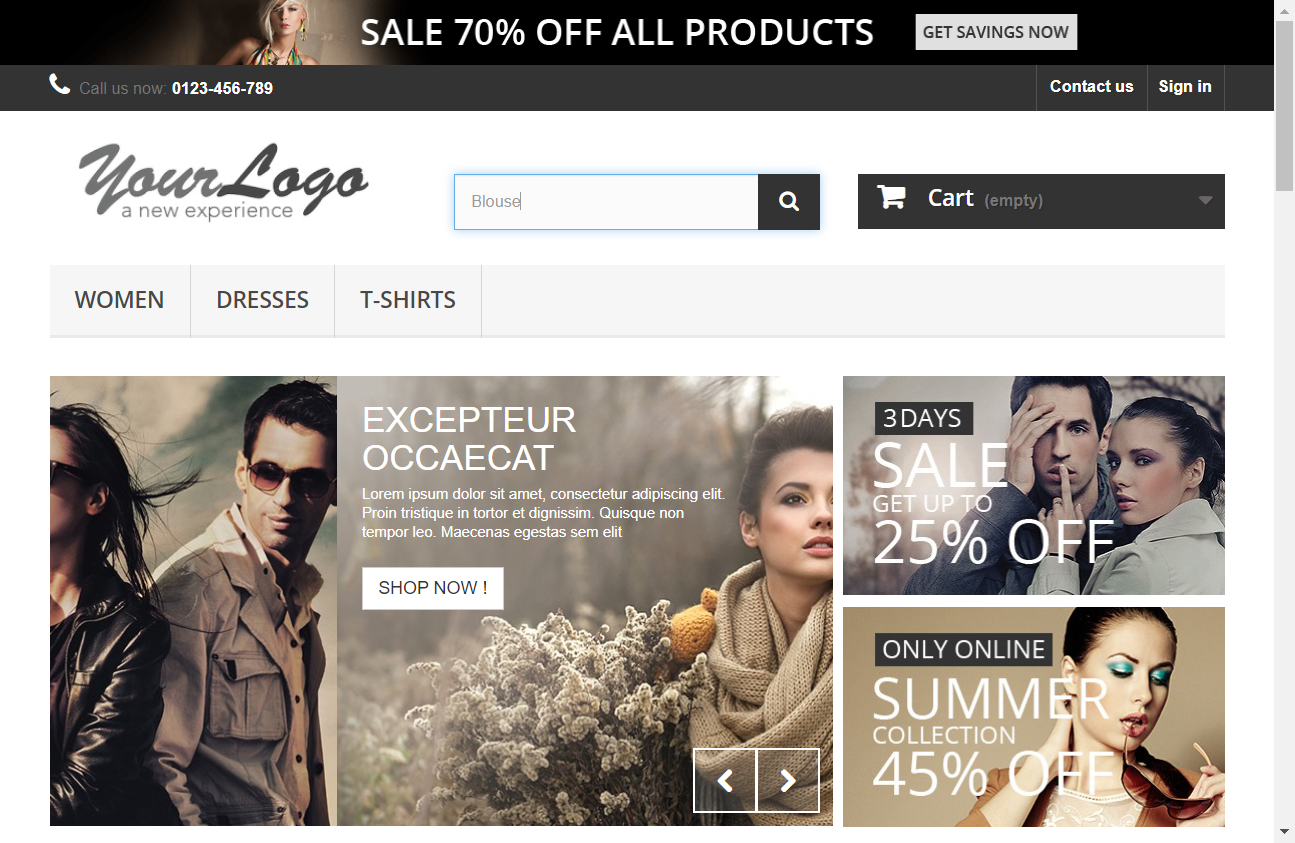 SALE 70% OFF ALL PRODUCTS
GET SAVINGS NOW
Call us now: 0123-456-789
Contact us
Sign in
YourLogo
a new experience
Blouse
Cart (empty)
WOMEN
DRESSES
T-SHIRTS
EXCEPTEUR
OCCAECAT
Lorem ipsum dolor sit amet, consectetur adipiscing elit.
Proin tristique in tortor et dignissim. Quisque non
tempor leo. Maecenas egestas sem elit
SHOP NOW !
3 DAYS
SALE
GET UP TO
25% OFF
ONLY ONLINE
SUMMER
COLLECTION
45% OFF